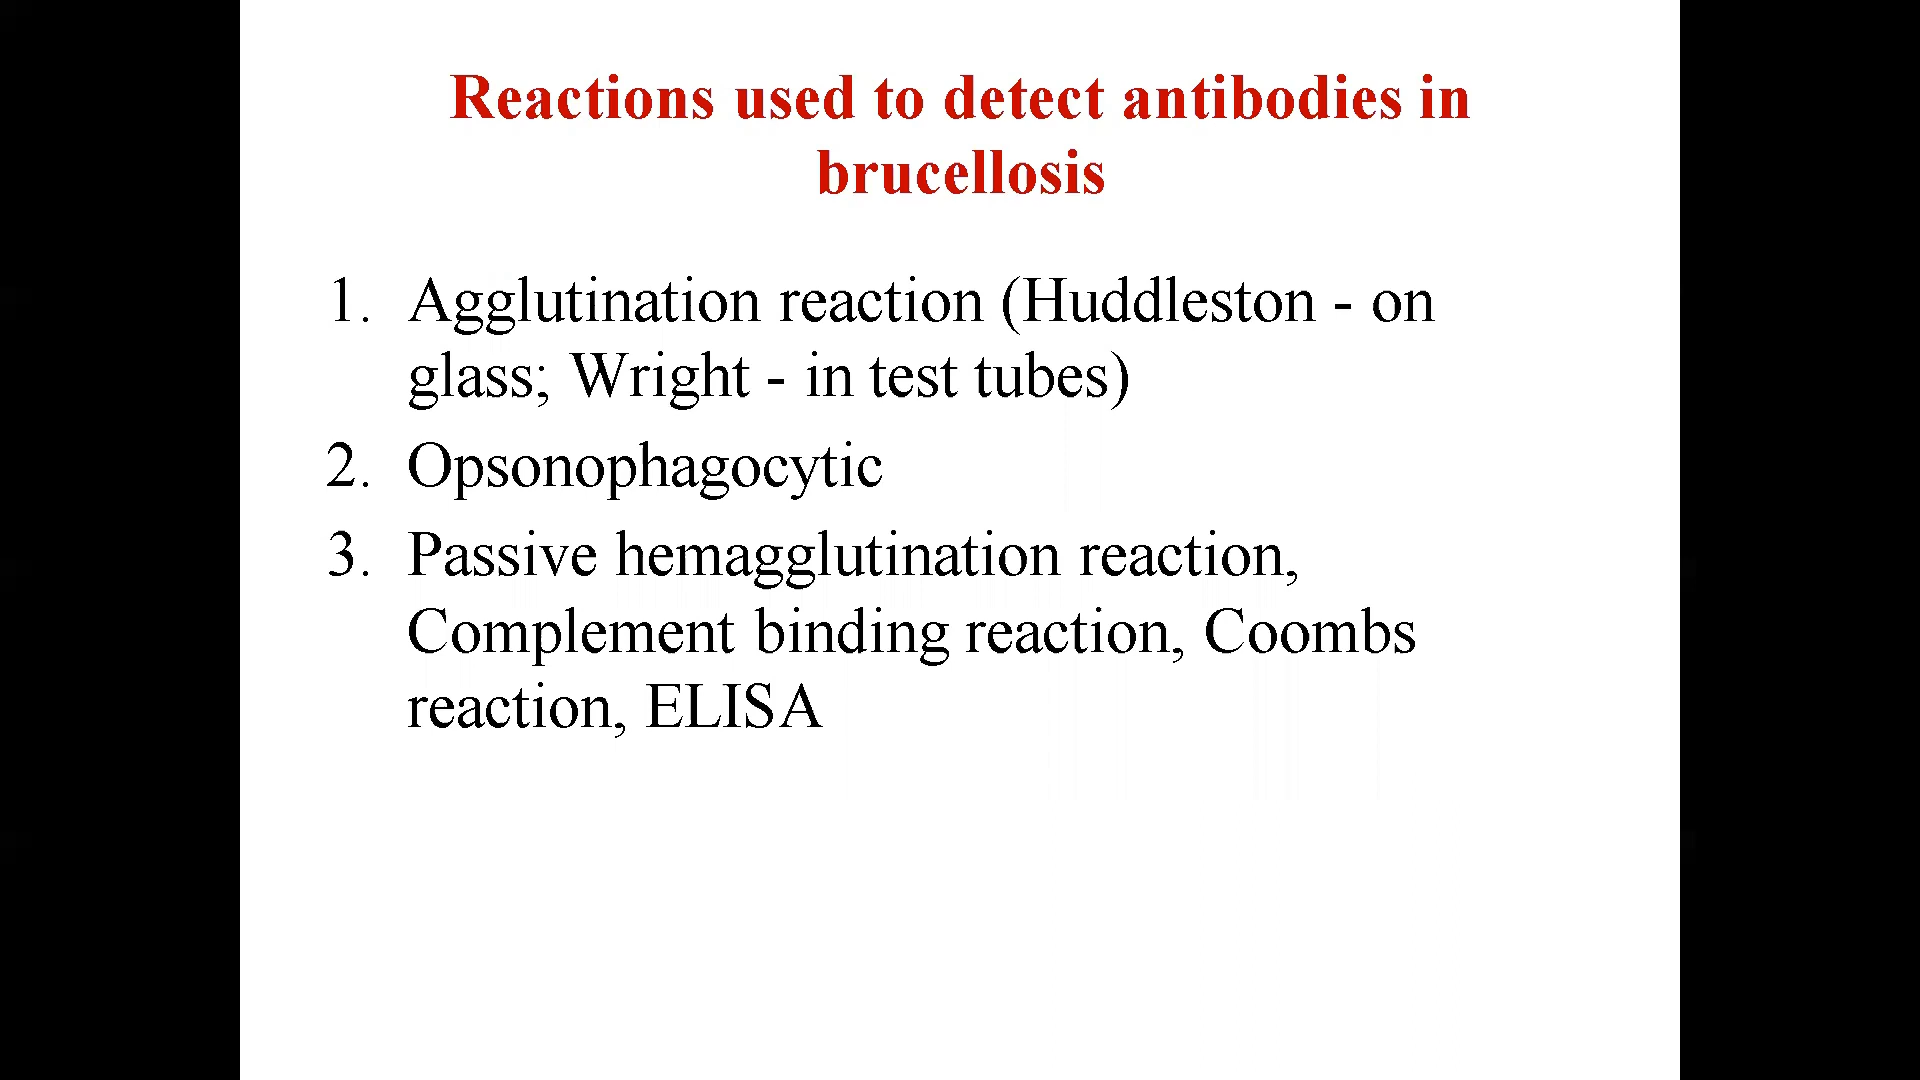 Reactions used to detect antibodies in
brucellosis
1. Agglutination reaction (Huddleston - on
glass; Wright - in test tubes)
2. Opsonophagocytic
3. Passive hemagglutination reaction,
Complement binding reaction, Coombs
reaction, ELISA